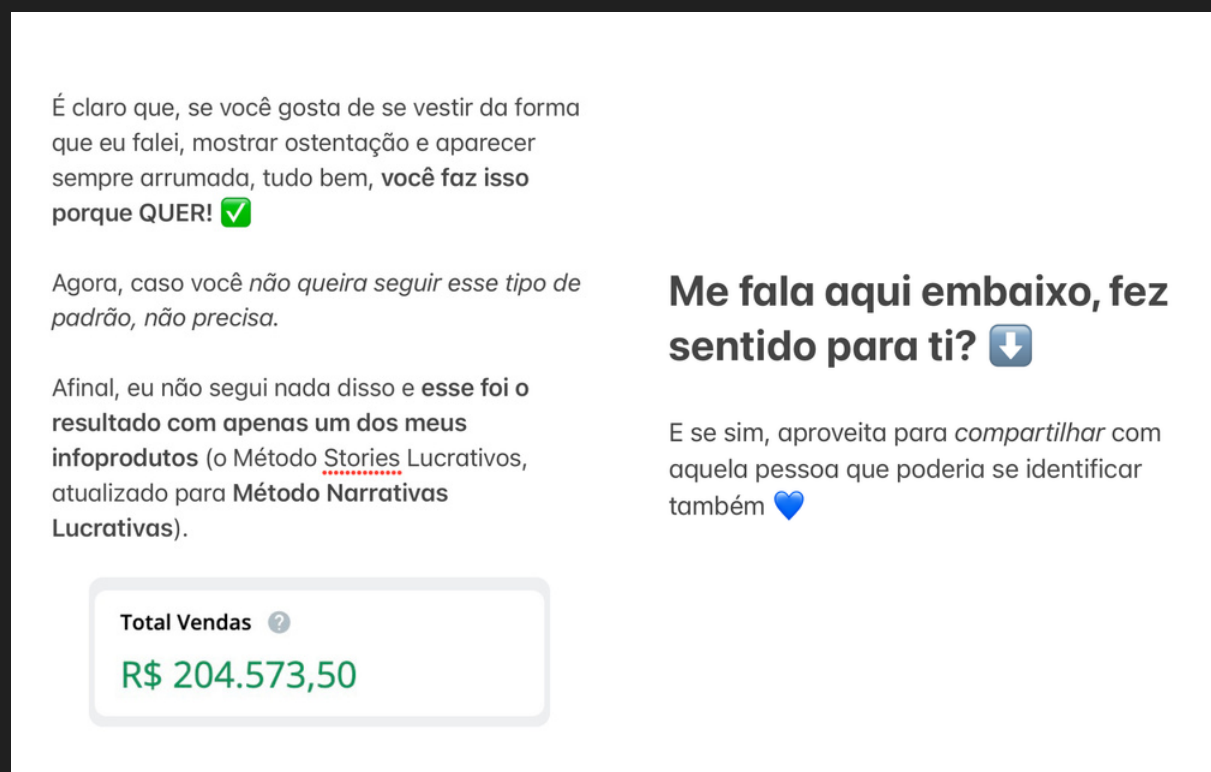 É claro que, se você gosta de se vestir da forma
que eu falei, mostrar ostentação e aparecer
sempre arrumada, tudo bem, você faz isso
porque QUER! ✅
Agora, caso você não queira seguir esse tipo de
padrão, não precisa.
Afinal, eu não segui nada disso e esse foi o
resultado com apenas um dos meus
infoprodutos (o Método Stories Lucrativos,
atualizado para Método Narrativas
Lucrativas).
Total Vendas ?
R$ 204.573,50
Me fala aqui embaixo, fez
sentido para ti? ⬇️
E se sim, aproveita para compartilhar com
aquela pessoa que poderia se identificar
também 💙